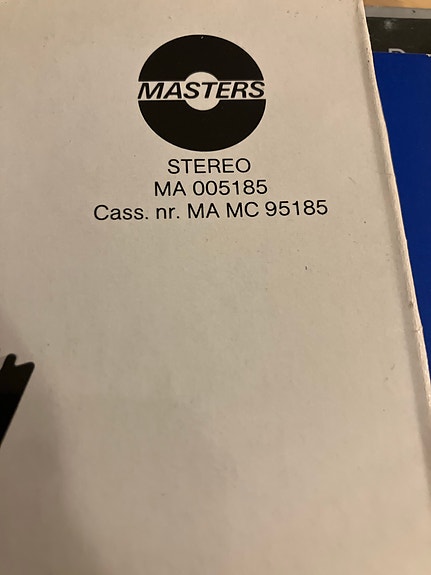 MASTERS
STEREO
MA 005185
Cass. nr. MA MC 95185